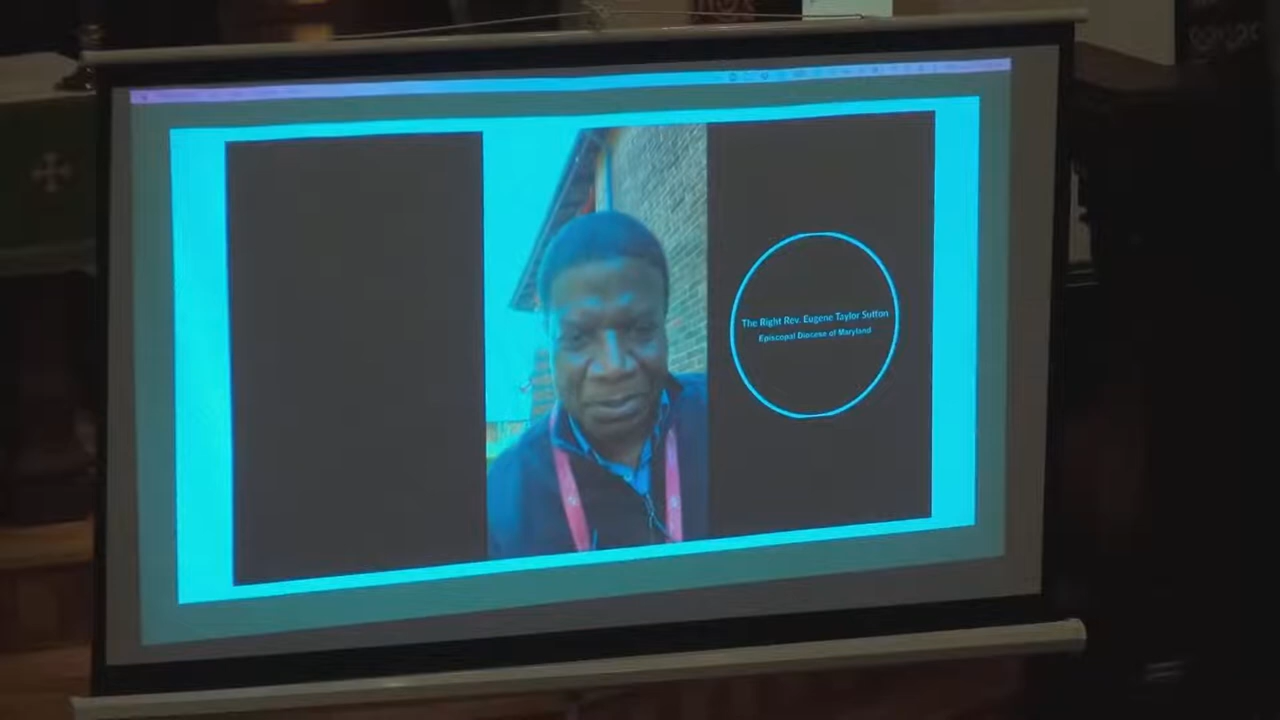 The Right Rev. Eugene Taylor Sutton
Episcopal Diocese of Maryland